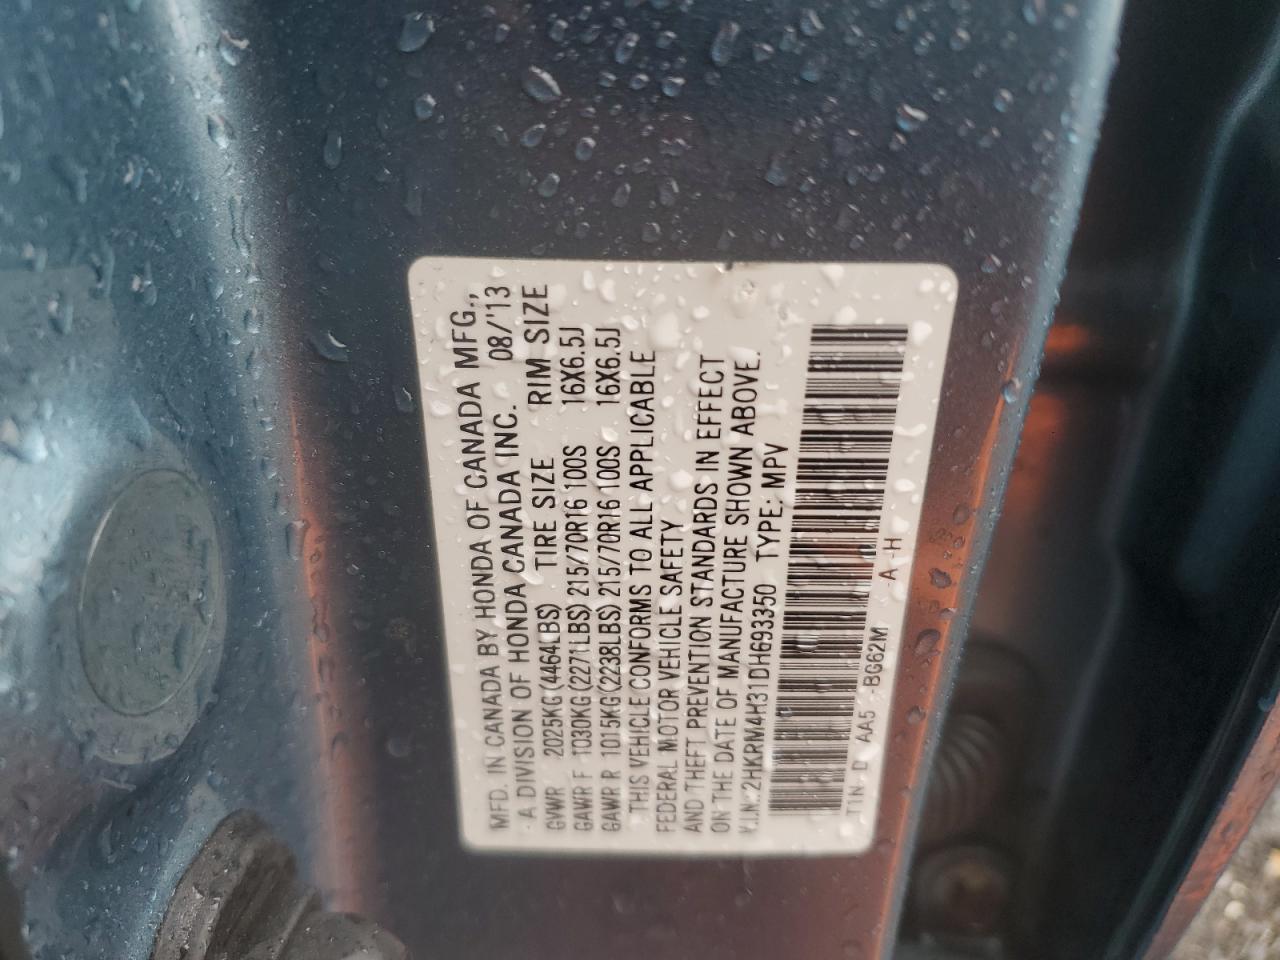 MFD. IN CANADA BY HONDA OF CANADA MFG.,
A DIVISION OF HONDA CANADA INC. 08/'13
GVWR 2025KG(4464LBS) TIRE SIZE RIM SIZE
GAWR F 1030KG(2271LBS) 215/70R16 100S 16X6.5J
GAWR R 1015KG(2238LBS) 215/70R16 100S 16X6.5J
THIS VEHICLE CONFORMS TO ALL APPLICABLE
FEDERAL MOTOR VEHICLE SAFETY
AND THEFT PREVENTION STANDARDS IN EFFECT
ON THE DATE OF MANUFACTURE SHOWN ABOVE.
V.I.N.:2HKRM4H31DH693350 TYPE: MPV
T1N- D AA5 -BG62M A -H